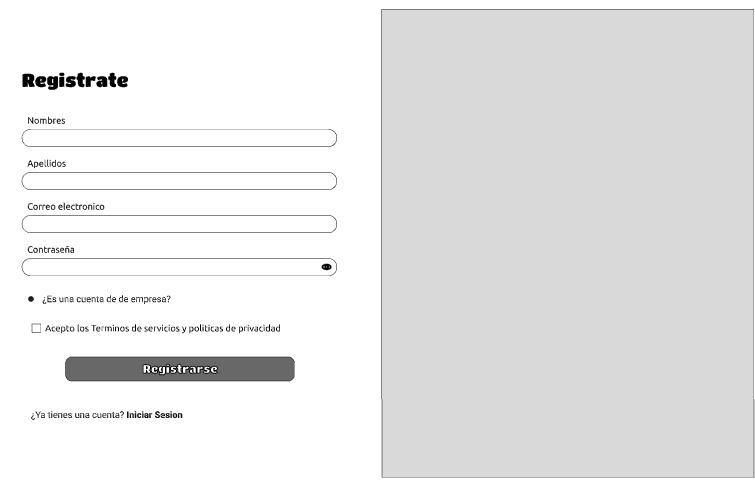 Registrate
Nombres
Apellidos
Correo electronico
Contraseña
¿Es una cuenta de de empresa?
Acepto los Terminos de servicios y politicas de privacidad
Registrarse
¿Ya tienes una cuenta? Iniciar Sesion